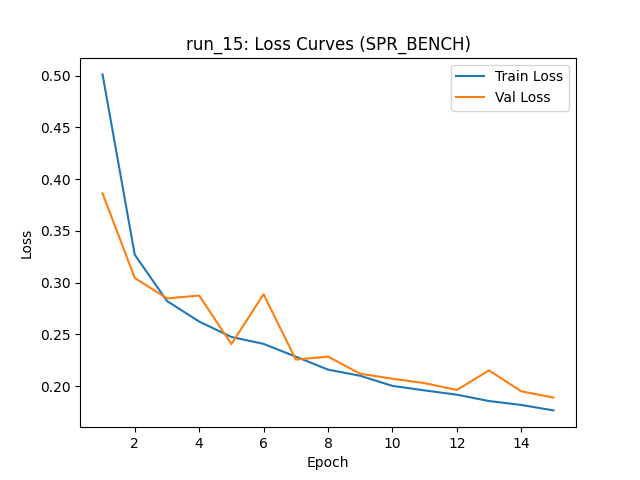 run_15: Loss Curves (SPR_BENCH)
Train Loss
Val Loss
0.50
0.45
0.40
0.35
0.30
0.25
0.20
Loss
2 4 6 8 10 12 14
Epoch